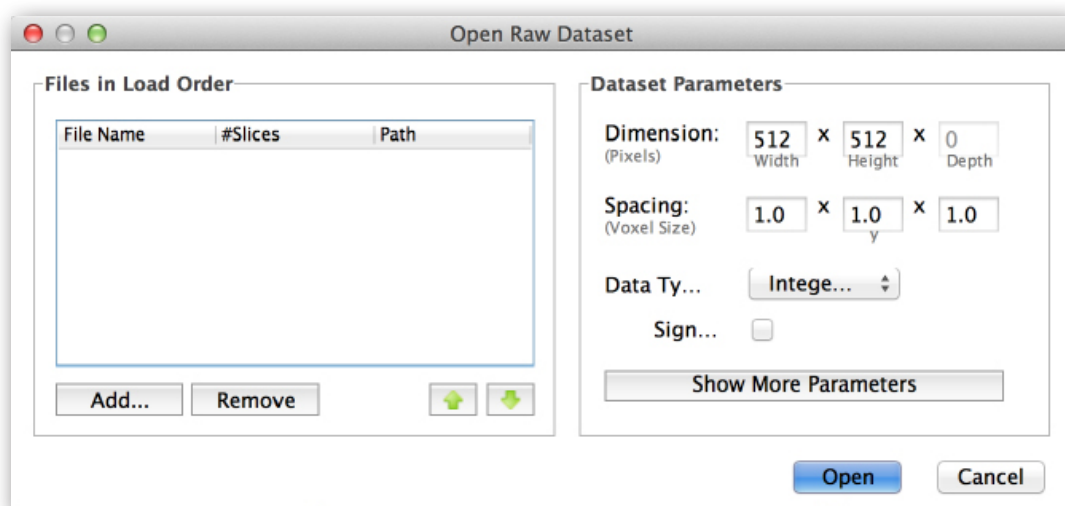 Open Raw Dataset
Files in Load Order
File Name #Slices Path
Add... Remove
Dataset Parameters
Dimension: 512 x 512 x 0
(Pixels) Width Height Depth
Spacing: 1.0 x 1.0 x 1.0
(Voxel Size) y
Data Ty... Intege...
Sign...
Show More Parameters
Open Cancel